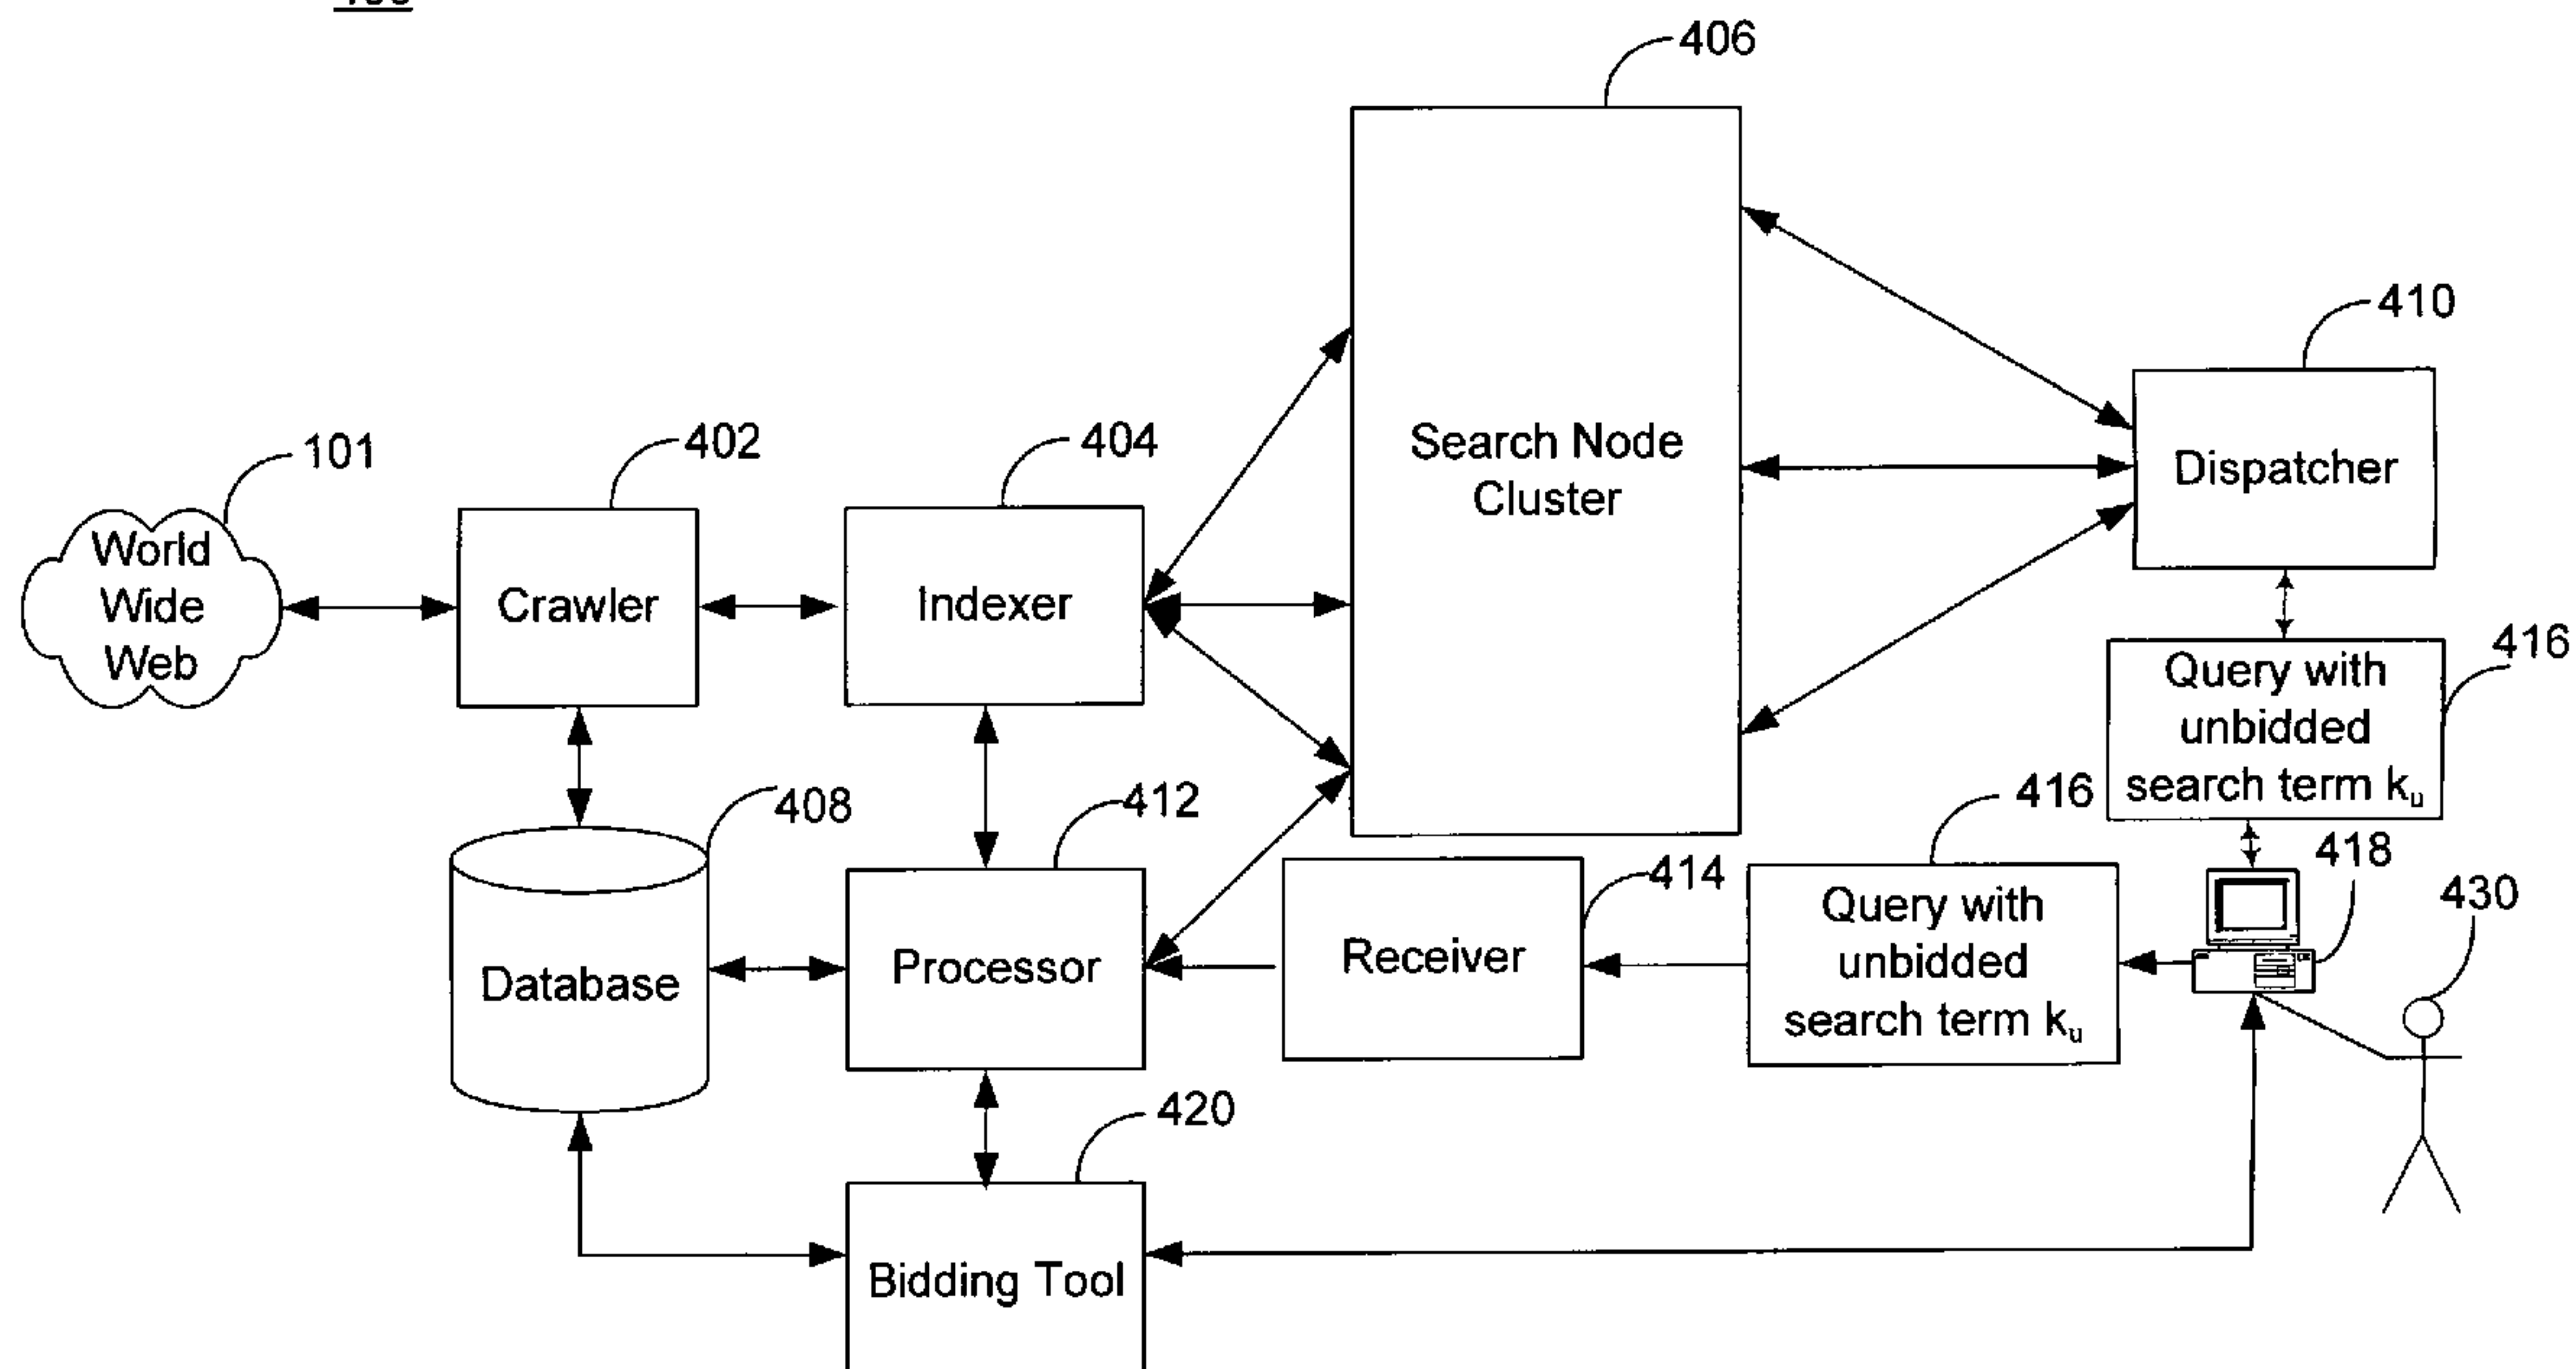 406
410
402
404
101
Search Node
Cluster
Dispatcher
World
Wide
Web
Crawler
Indexer
416
Query with
unbidded
search term ku
408
412
416
418
414
430
Database
Processor
Receiver
Query with
unbidded
search term ku
420
Bidding Tool